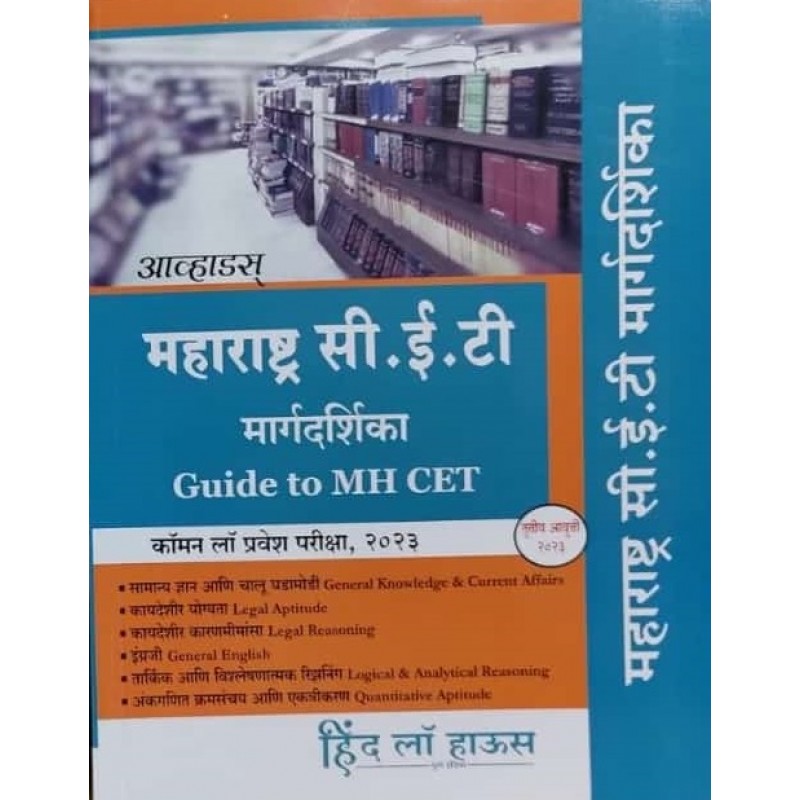 आव्हाडस्
महाराष्ट्र सी.ई.टी
मार्गदर्शिका
Guide to MH CET
कॉमन लॉ प्रवेश परीक्षा, २०२३
तृतीय आवृत्ती
२०२३
• सामान्य ज्ञान आणि चालू घडामोडी General Knowledge & Current Affairs
• कायदेशीर योग्यता Legal Aptitude
• कायदेशीर कारणमीमांसा Legal Reasoning
• इंग्रजी General English
• तार्किक आणि विश्लेषणात्मक रिझनिंग Logical & Analytical Reasoning
• अंकगणित क्रमसंचय आणि एकत्रीकरण Quantitative Aptitude
हिंद लॉ हाऊस
महाराष्ट्र सी.ई.टी मार्गदर्शिका